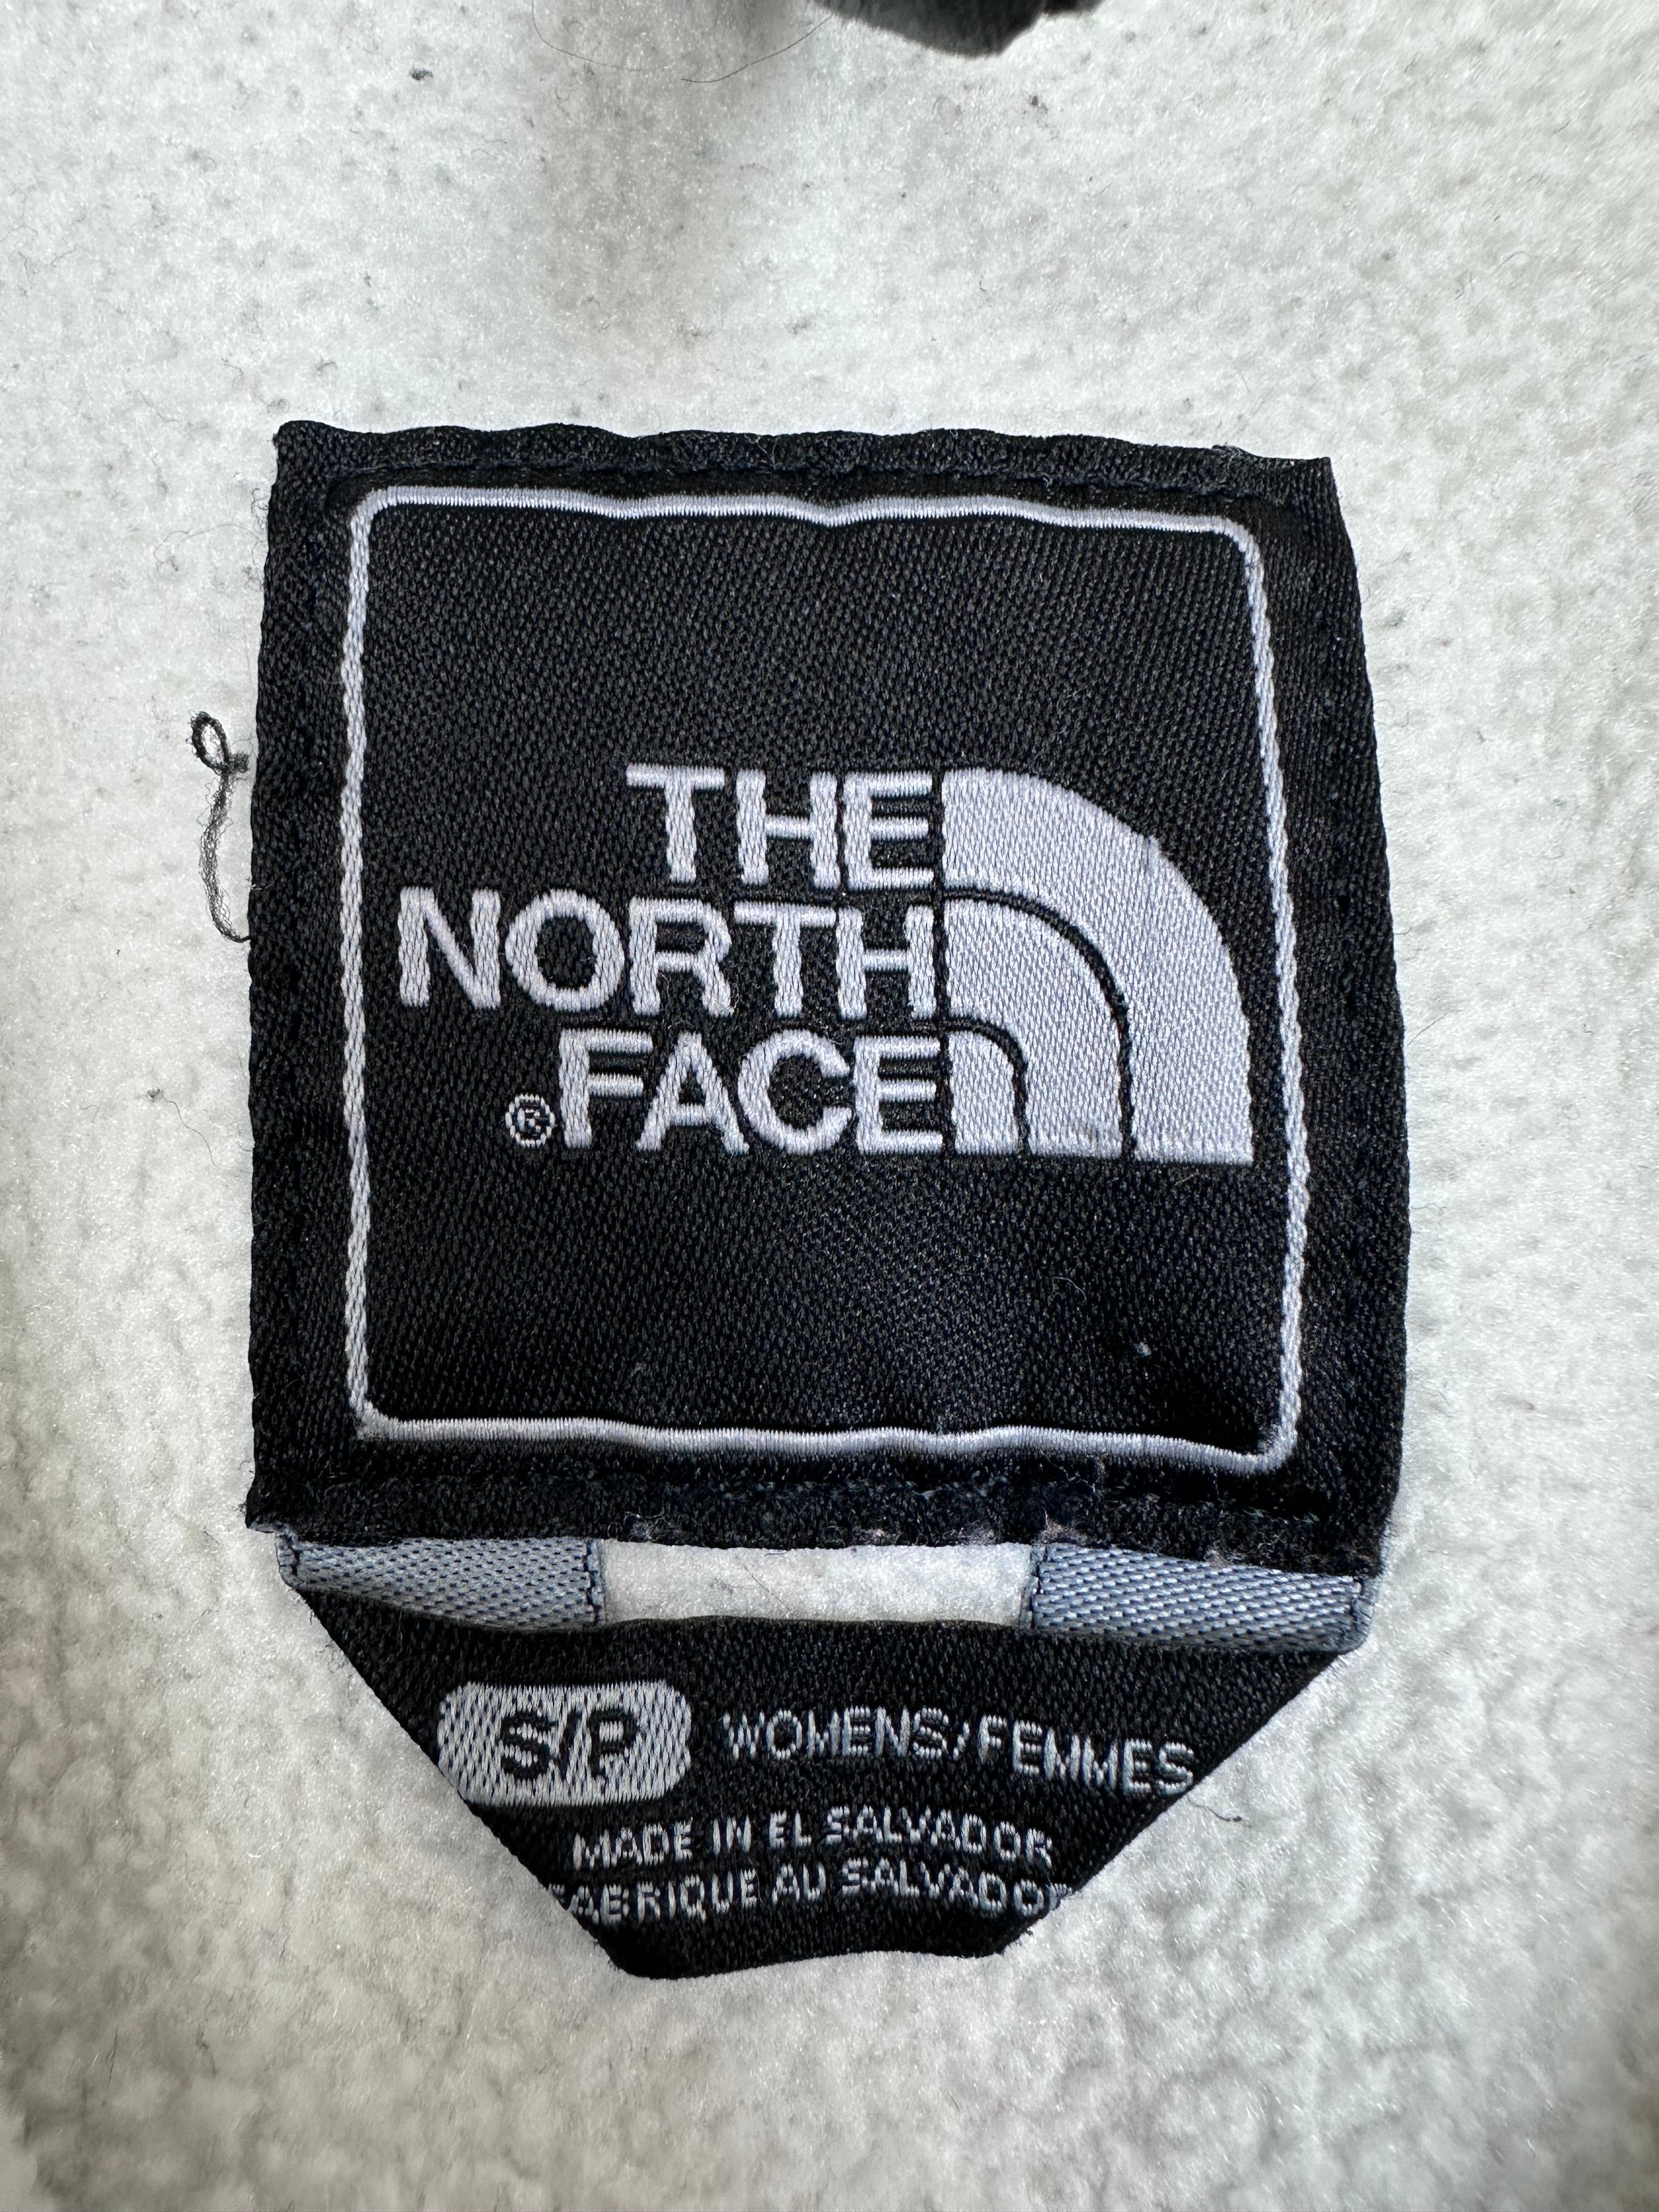 THE
NORTH
®FACE
S/P WOMENS/FEMMES
MADE IN EL SALVADOR
FABRIQUE AU SALVADOR